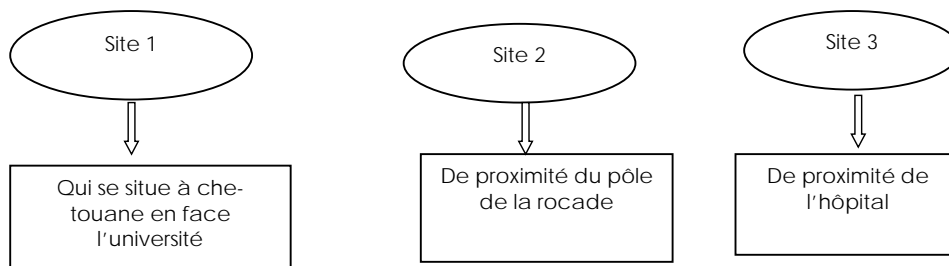 Site 1
Site 2
Site 3
Qui se situe à che-
touane en face
l'université
De proximité du pôle
de la rocade
De proximité de
l'hôpital